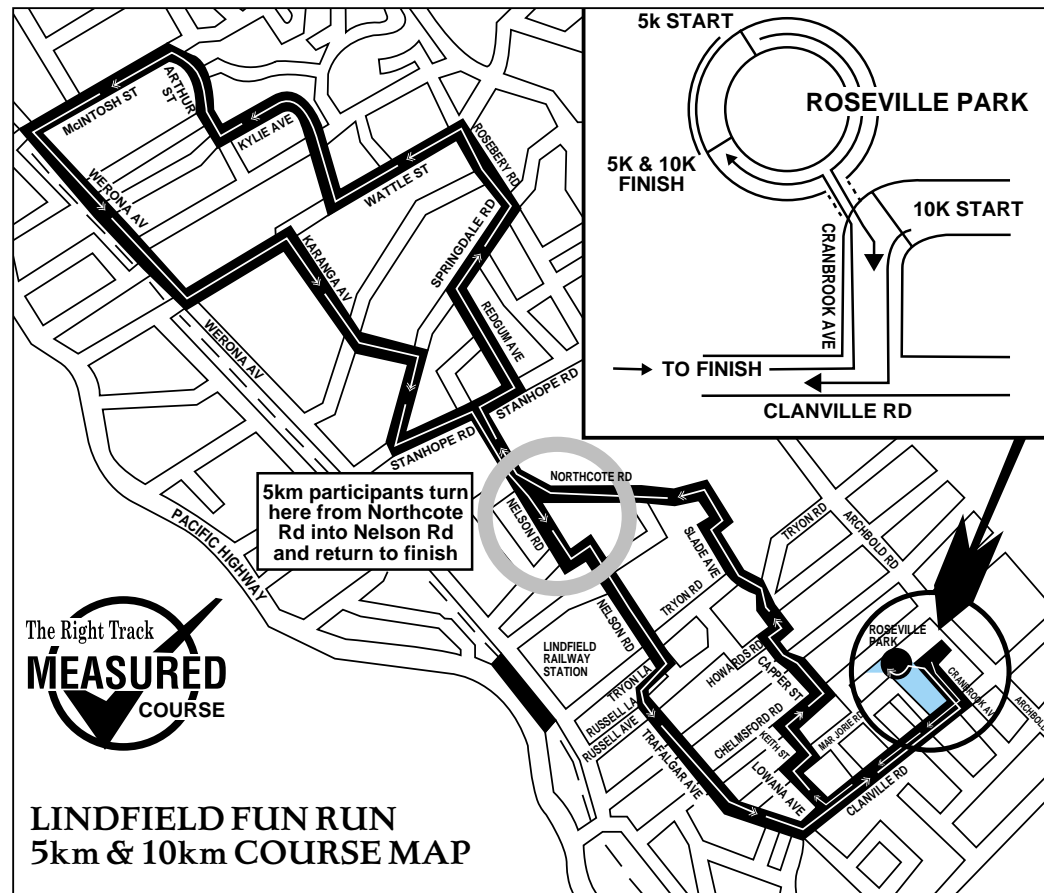 5k START
ROSEVILLE PARK
5K & 10K
FINISH
10K START
CRANBROOK AVE
TO FINISH
CLANVILLE RD
McINTOSH ST
ARTHUR
ST
KYLIE AVE
WERONA AV
WATTLE ST
ROSEBERY RD
SPRINGDALE RD
KARANGA AV
REDGUM AVE
WERONA AV
STANHOPE RD
STANHOPE RD
5km participants turn
here from Northcote
Rd into Nelson Rd
and return to finish
NORTHCOTE RD
NELSON RD
PACIFIC HIGHWAY
SLADE AVE
TRYON RD
ARCHBOLD RD
TRYON RD
NELSON RD
LINDFIELD
RAILWAY
STATION
TRYON LA
HOWARDS RD
CAPPER ST
ROSEVILLE
PARK
CRANBROOK AV
ARCHBOLD
RUSSELL LA
RUSSELL AVE
CHELMSFORD RD
KEITH ST
MAR JORIE RD
TRAFALGAR AVE
LOWANA AVE
CLANVILLE RD
The Right Track
MEASURED
COURSE
LINDFIELD FUN RUN
5km & 10km COURSE MAP